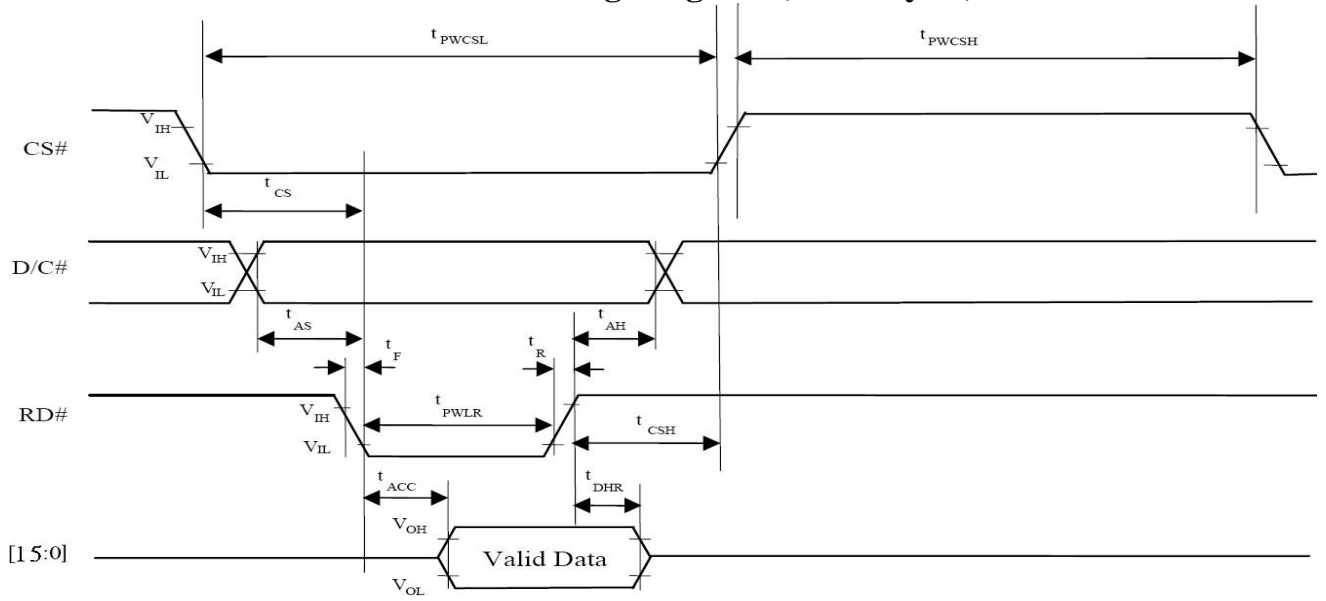 t PWCSL
t PWCSH
V IH
CS#
V IL
t CS
V IH
D/C#
V IL
t AS
t F
t R
t AH
V IH
RD#
V IL
t PWLR
t CSH
t ACC
t DHR
V OH
[15:0]
Valid Data
V OL